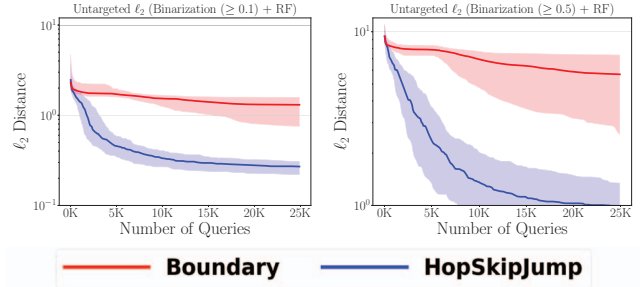 Untargeted ℓ₂ (Binarization (≥ 0.1) + RF)
10¹
10⁰
10⁻¹
ℓ₂ Distance
0K 5K 10K 15K 20K 25K
Number of Queries
Untargeted ℓ₂ (Binarization (≥ 0.5) + RF)
10¹
10⁰
ℓ₂ Distance
0K 5K 10K 15K 20K 25K
Number of Queries
Boundary HopSkipJump